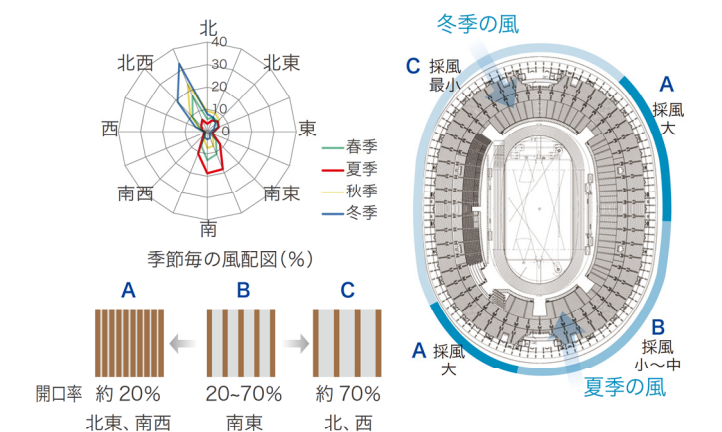 北
40
30
20
10
0
北東
東
南東
南
南西
西
北西
春季
夏季
秋季
冬季
季節毎の風配図(%)
A
B
C
開口率
約 20%
20~70%
約 70%
北東、南西
南東
北、西
冬季の風
C 採風
最小
A
採風
大
B
採風
小〜中
A 採風
大
夏季の風